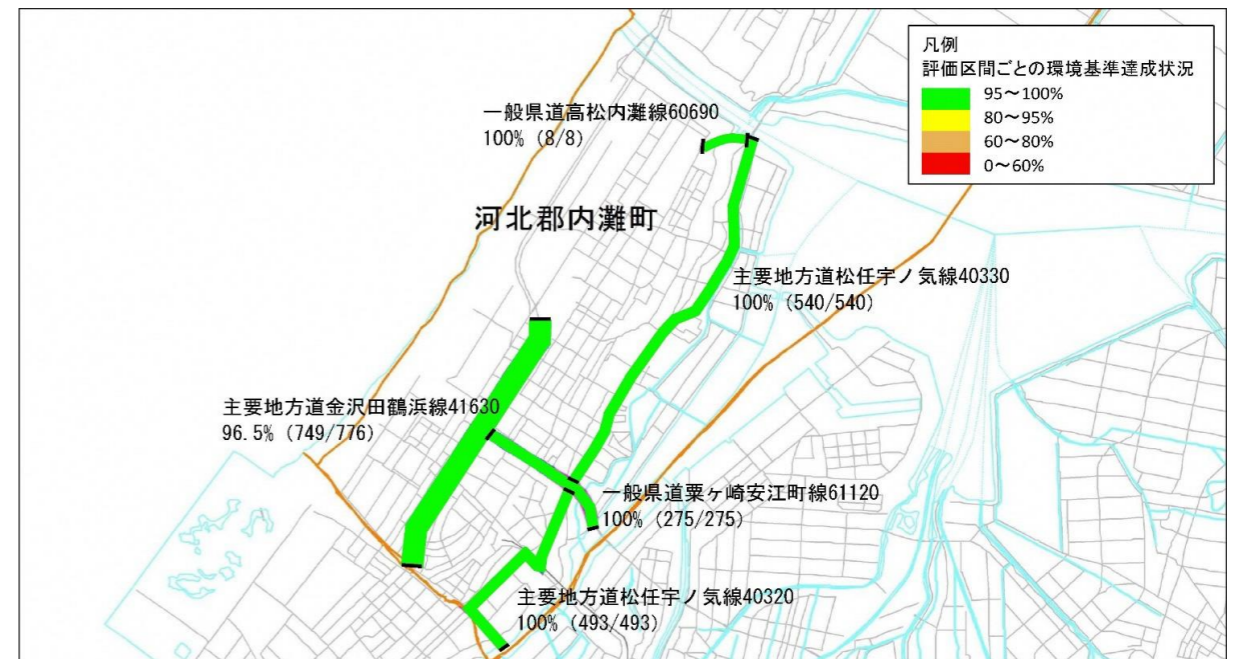 凡例
評価区間ごとの環境基準達成状況
95～100%
80～95%
60～80%
0～60%
一般県道高松内灘線60690
100% (8/8)
河北郡内灘町
主要地方道松任宇ノ気線40330
100% (540/540)
主要地方道金沢田鶴浜線41630
96.5% (749/776)
一般県道粟ヶ崎安江町線61120
100% (275/275)
主要地方道松任宇ノ気線40320
100% (493/493)